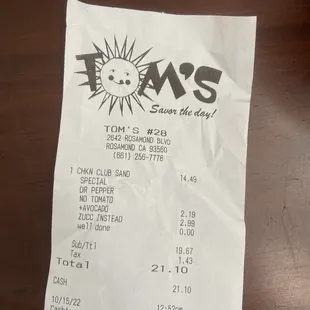 TOM'S
Savor the day!
TOM'S #28
2642 ROSAMOND BLVD
ROSAMOND CA 93560
(661) 256-7778
1 CHKN CLUB SAND 14.49
SPECIAL
DR PEPPER
NO TOMATO
+AVOCADO 2.19
ZUCC INSTEAD 2.99
well done 0.00
Sub/Ttl 19.67
Tax 1.43
Total 21.10
CASH 21.10
10/15/22 12:52pm